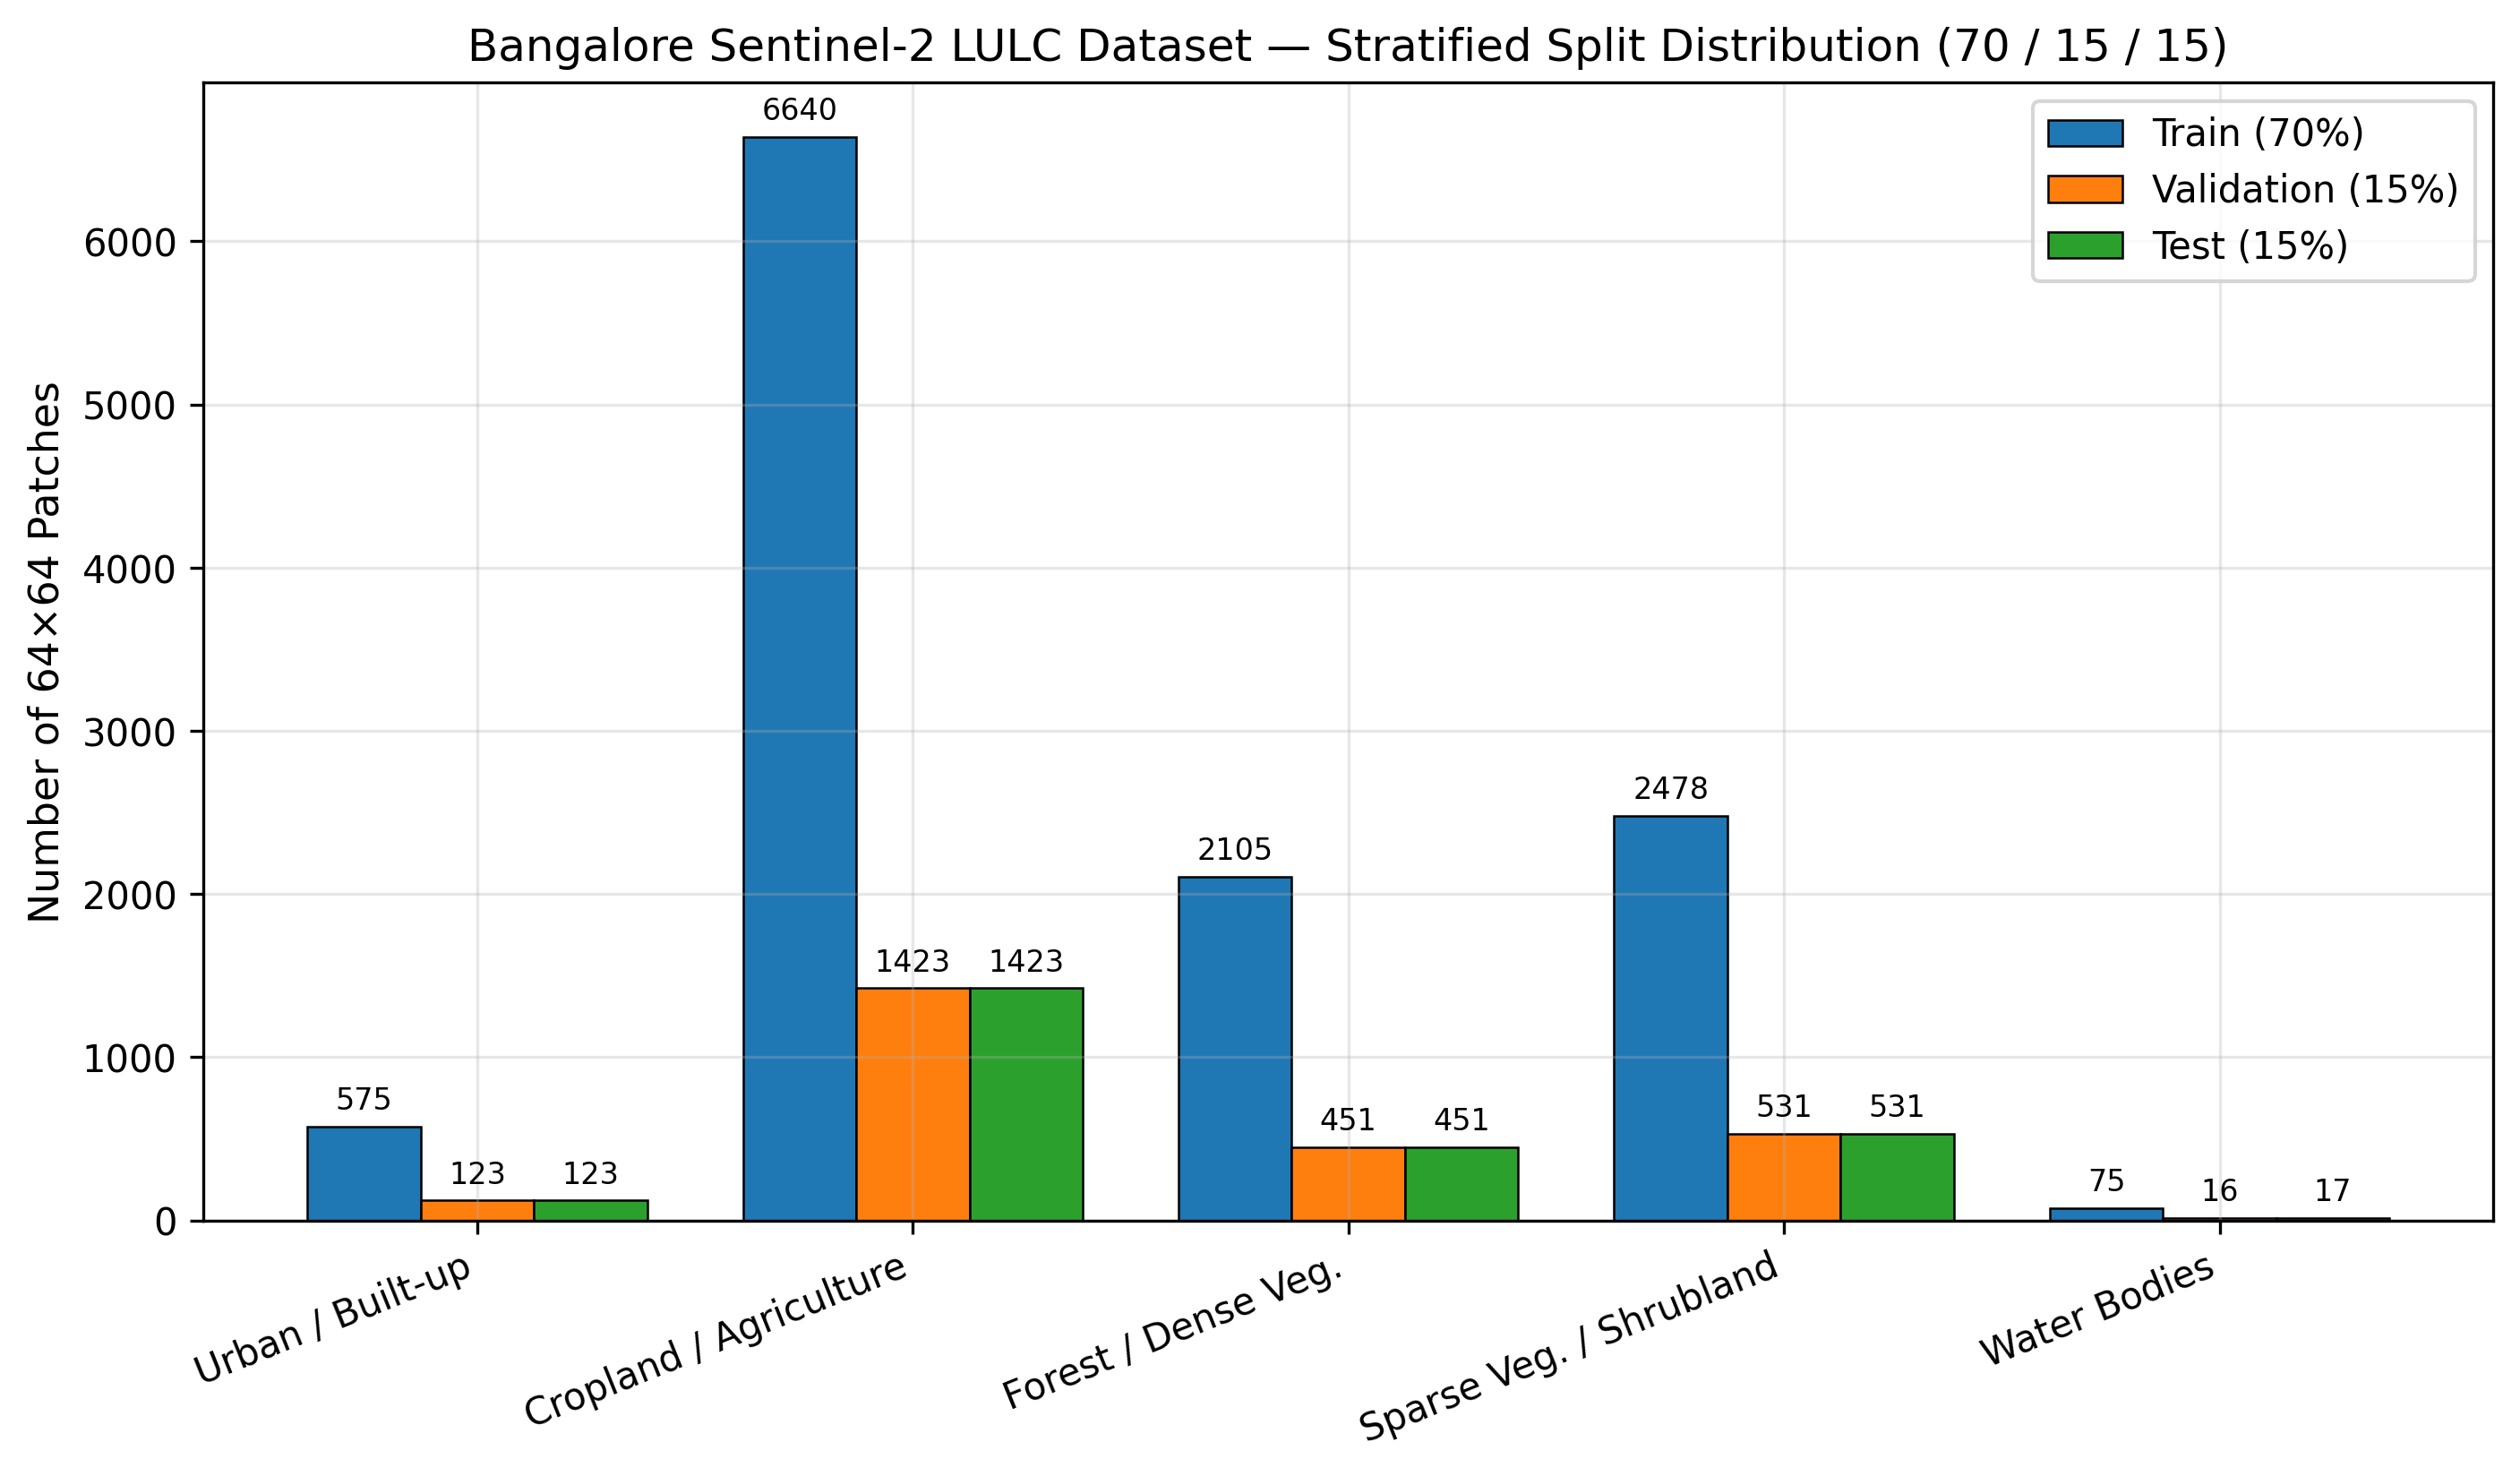 Bangalore Sentinel-2 LULC Dataset — Stratified Split Distribution (70 / 15 / 15)
Train (70%)
Validation (15%)
Test (15%)
Number of 64×64 Patches
6000
5000
4000
3000
2000
1000
0
575
123
123
6640
1423
1423
2105
451
451
2478
531
531
75
16
17
Urban / Built-up
Cropland / Agriculture
Forest / Dense Veg.
Sparse Veg. / Shrubland
Water Bodies